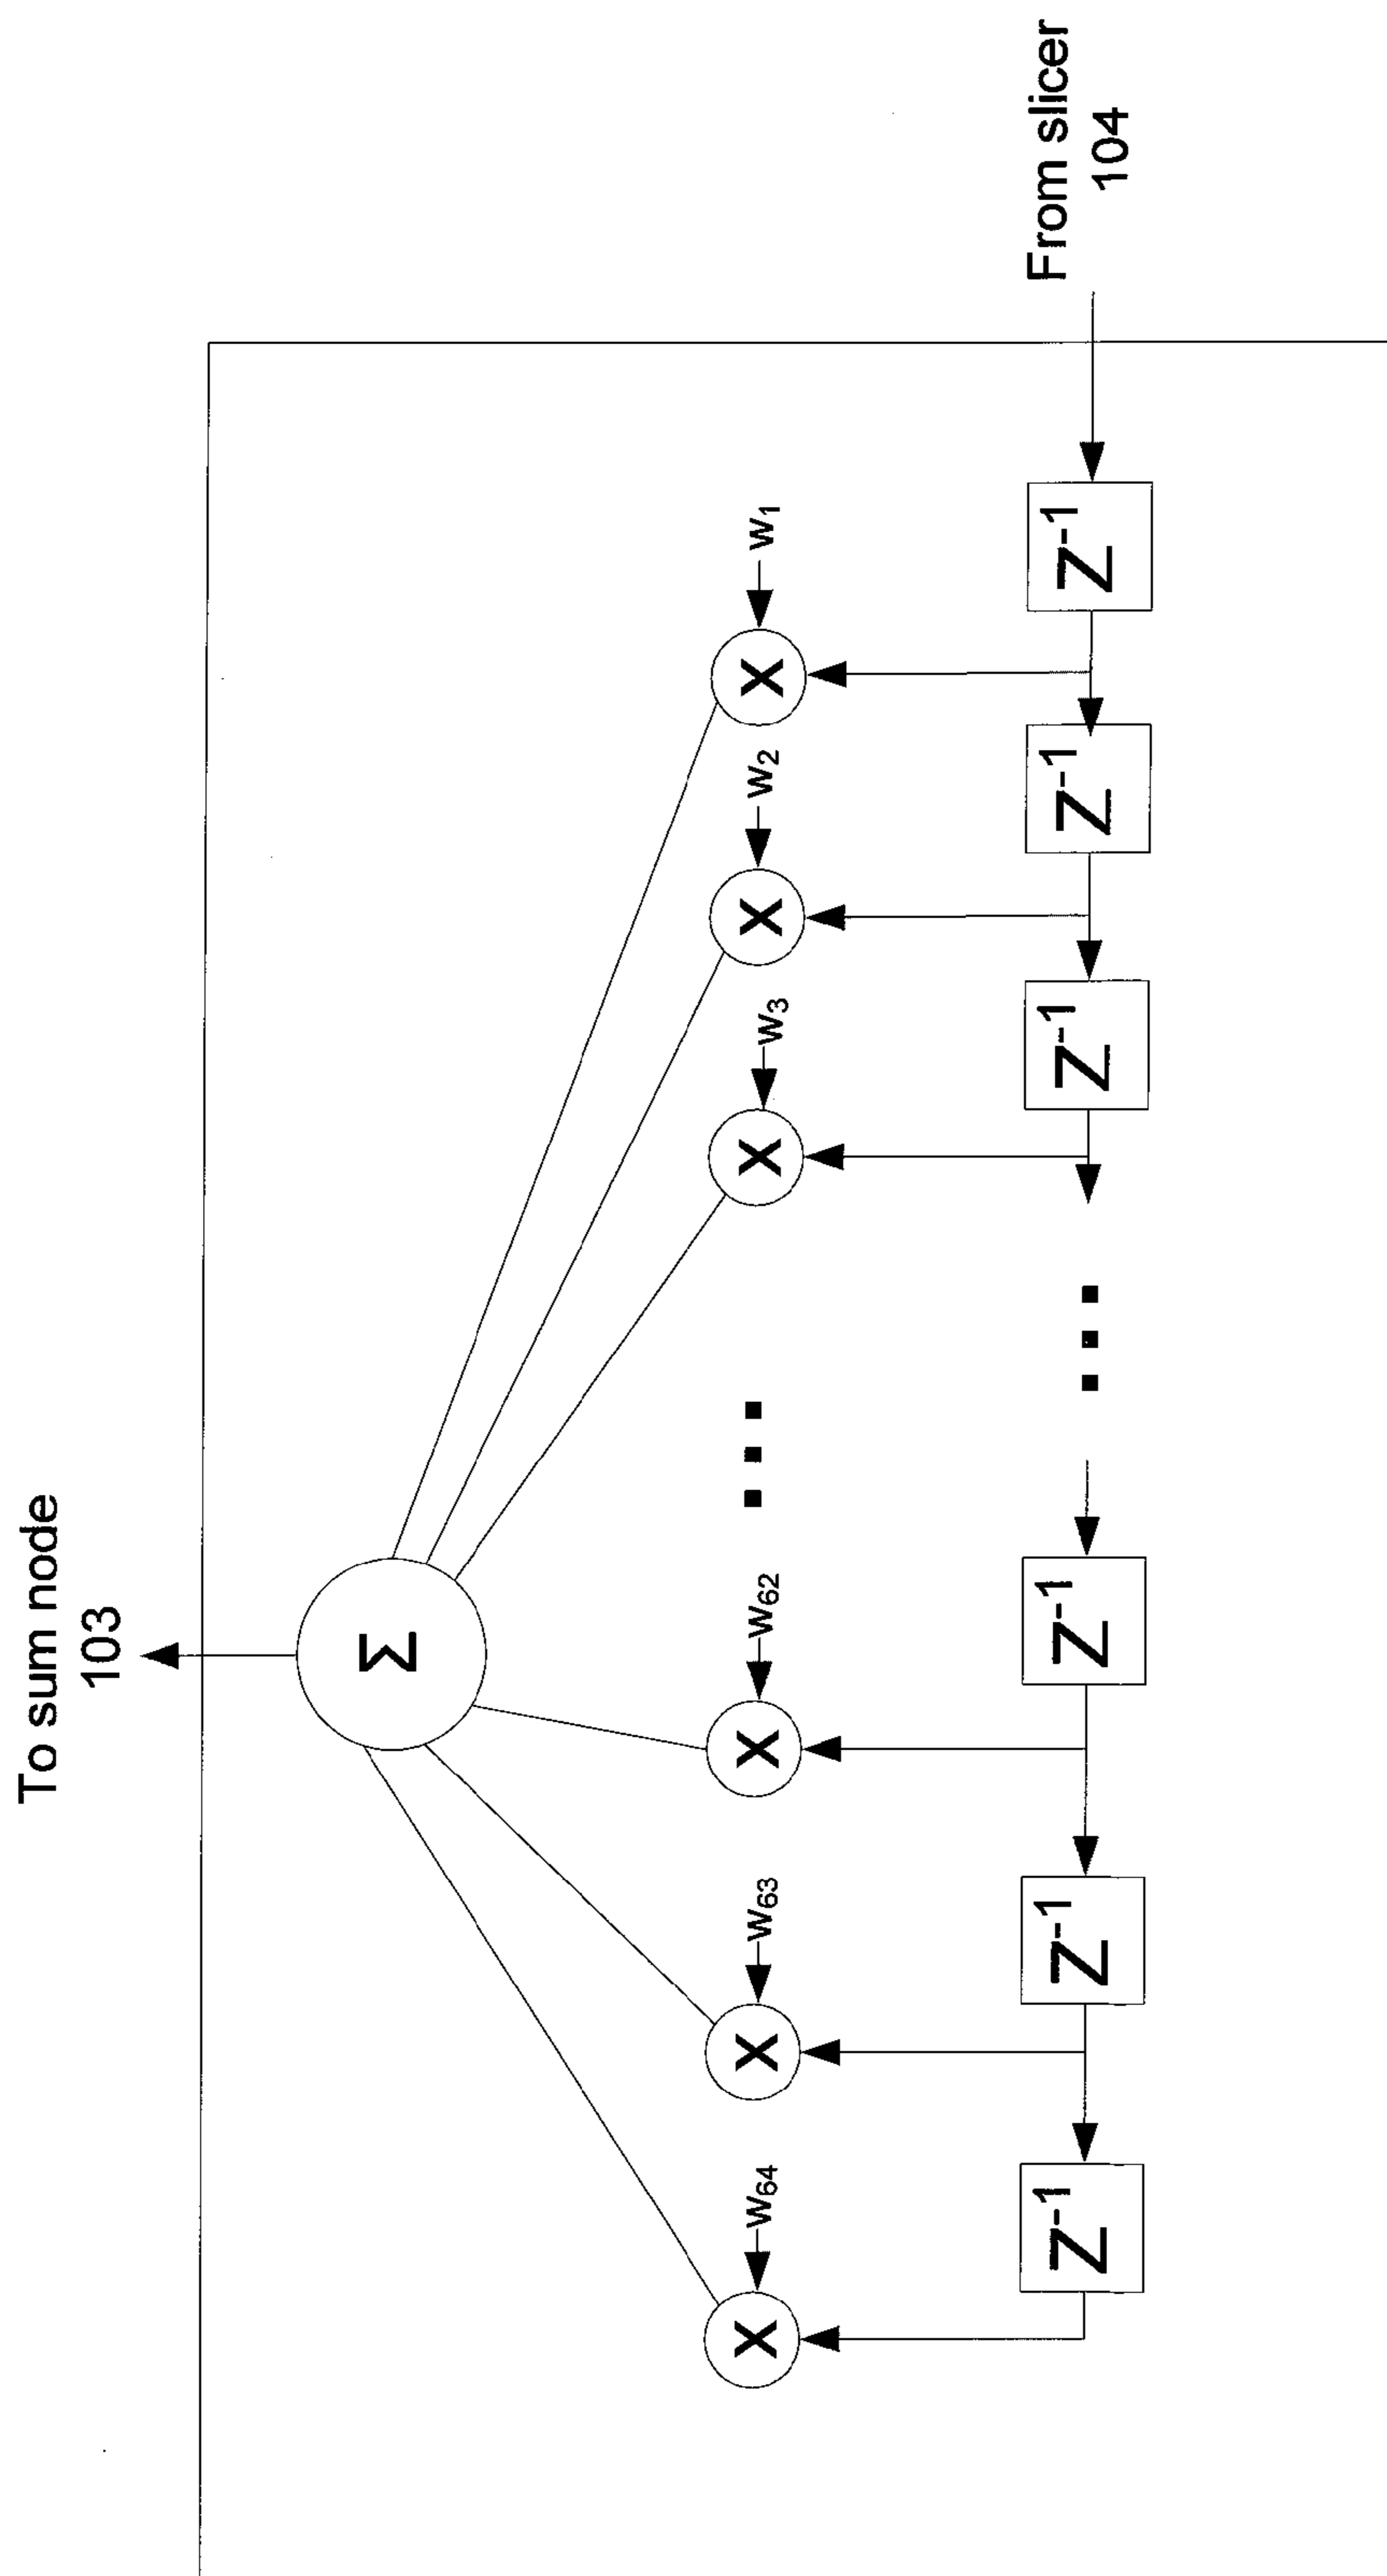 To sum node
103
Σ
W64
W63
W62
W3
W2
W1
X
X
X
X
X
X
Z-1
Z-1
Z-1
Z-1
Z-1
Z-1
From slicer
104